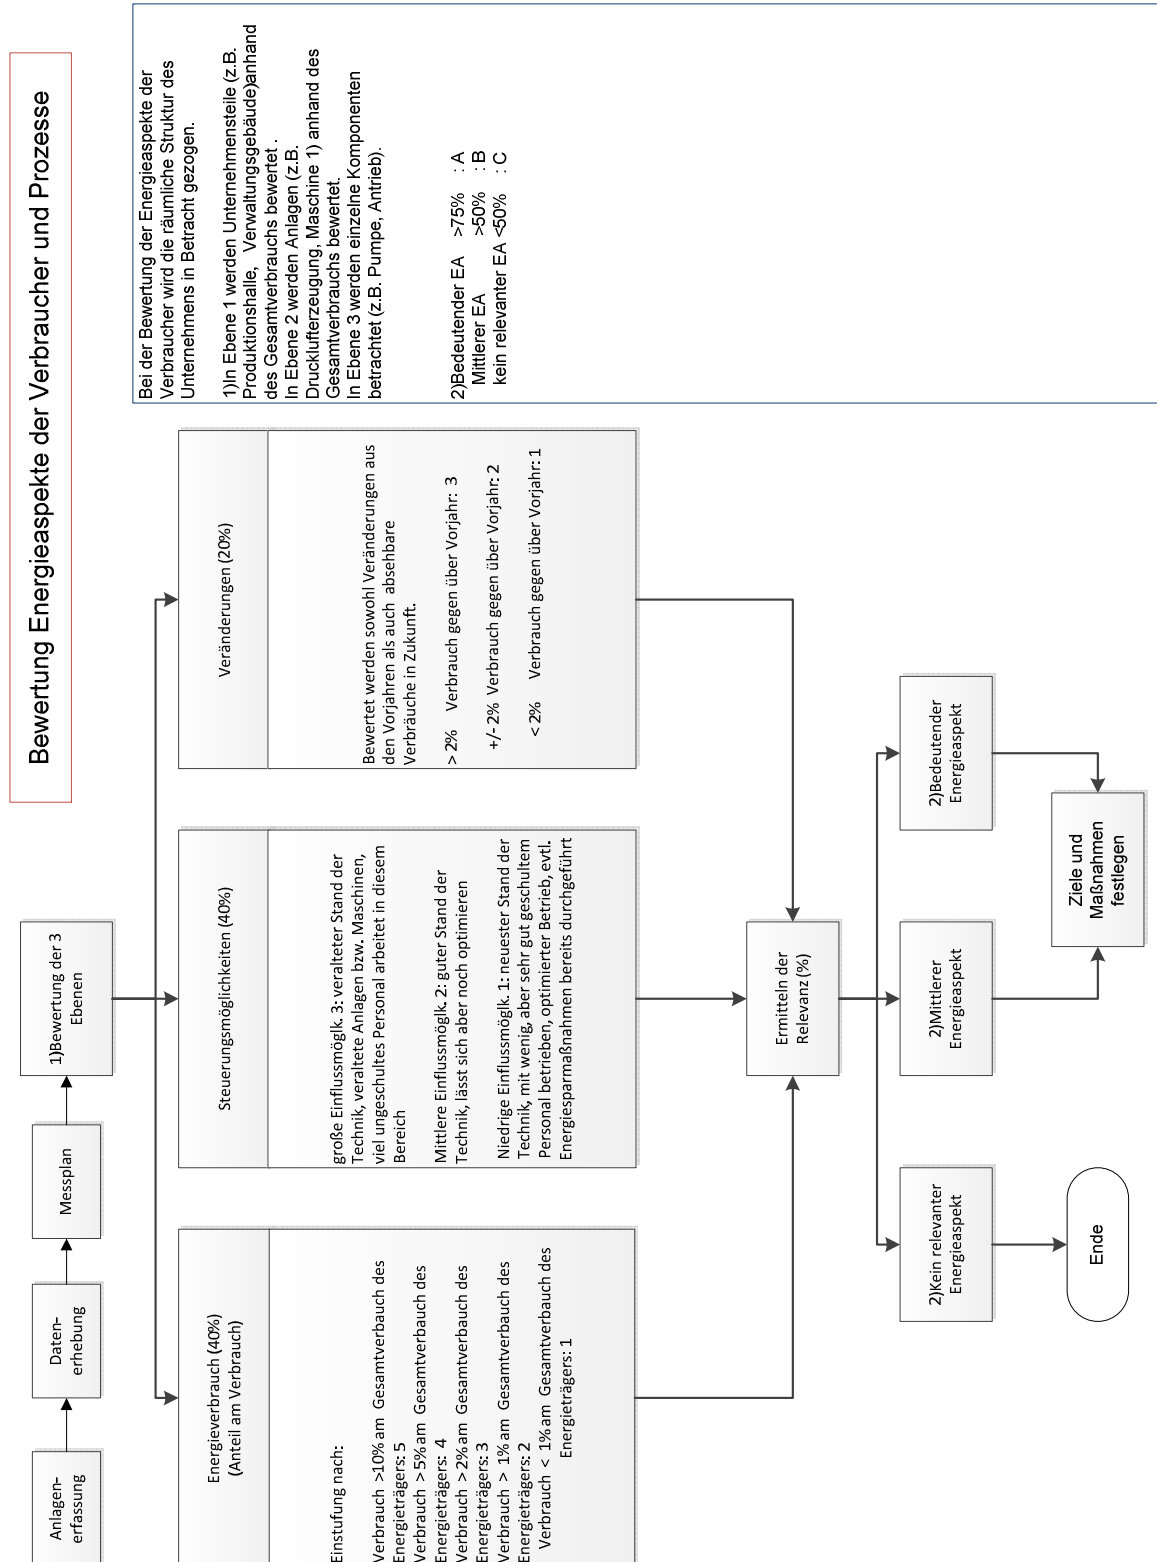 Bewertung Energieaspekte der Verbraucher und Prozesse
Anlagen-
erfassung
Daten-
erhebung
Messplan
1)Bewertung der 3
Ebenen
Energieverbrauch (40%)
(Anteil am Verbrauch)
Einstufung nach:
Verbrauch >10% am Gesamtverbauch des
Energieträgers: 5
Verbrauch > 5% am Gesamtverbauch des
Energieträgers: 4
Verbrauch > 2% am Gesamtverbauch des
Energieträgers: 3
Verbrauch > 1% am Gesamtverbauch des
Energieträgers: 2
Verbrauch < 1% am Gesamtverbauch des
Energieträgers: 1
Steuerungsmöglichkeiten (40%)
große Einflussmöglk. 3: veralteter Stand der
Technik, veraltete Anlagen bzw. Maschinen,
viel ungeschultes Personal arbeitet in diesem
Bereich
Mittlere Einflussmöglk. 2: guter Stand der
Technik, lässt sich aber noch optimieren
Niedrige Einflussmöglk. 1: neuester Stand der
Technik, mit wenig, aber sehr gut geschultem
Personal betrieben, optimierter Betrieb, evtl.
Energiesparmaßnahmen bereits durchgeführt
Veränderungen (20%)
Bewertet werden sowohl Veränderungen aus
den Vorjahren als auch absehbare
Verbräuche in Zukunft.
> 2% Verbrauch gegen über Vorjahr: 3
+/- 2% Verbrauch gegen über Vorjahr: 2
< 2% Verbrauch gegen über Vorjahr: 1
Bei der Bewertung der Energieaspekte der
Verbraucher wird die räumliche Struktur des
Unternehmens in Betracht gezogen.
1)In Ebene 1 werden Unternehmensteile (z.B.
Produktionshalle, Verwaltungsgebäude)anhand
des Gesamtverbrauchs bewertet .
In Ebene 2 werden Anlagen (z.B.
Drucklufterzeugung, Maschine 1) anhand des
Gesamtverbrauchs bewertet.
In Ebene 3 werden einzelne Komponenten
betrachtet (z.B. Pumpe, Antrieb).
2)Bedeutender EA >75% : A
Mittlerer EA >50% : B
kein relevanter EA <50% : C
Ermitteln der
Relevanz (%)
2)Kein relevanter
Energieaspekt
2)Mittlerer
Energieaspekt
2)Bedeutender
Energieaspekt
Ende
Ziele und
Maßnahmen
festlegen